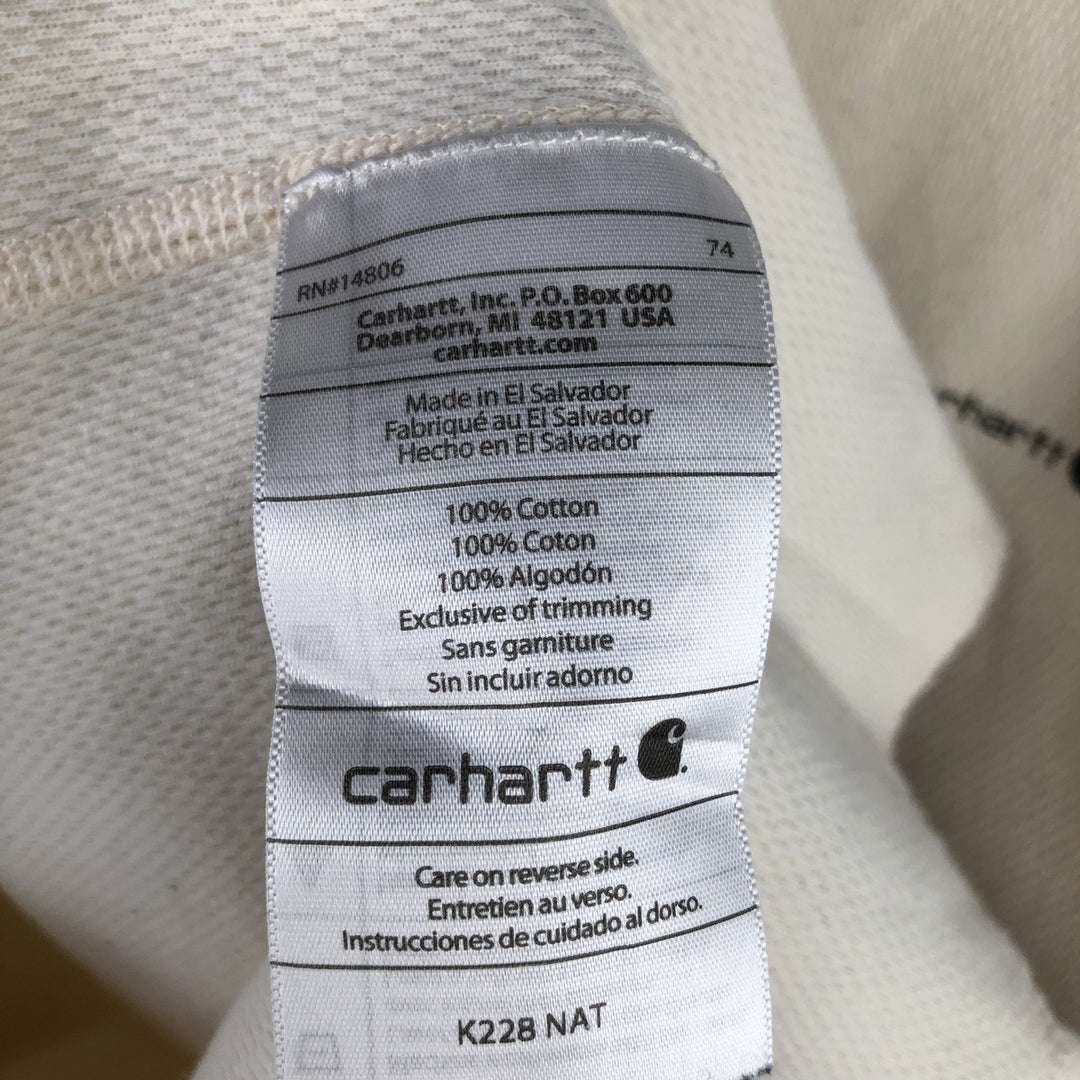 RN#14806 74
Carhartt, Inc. P.O. Box 600
Dearborn, MI 48121 USA
carhartt.com
Made in El Salvador
Fabriqué au El Salvador
Hecho en El Salvador
100% Cotton
100% Coton
100% Algodón
Exclusive of trimming
Sans garniture
Sin incluir adorno
carhartt
Care on reverse side.
Entretien au verso.
Instrucciones de cuidado al dorso.
K228 NAT
rhartt